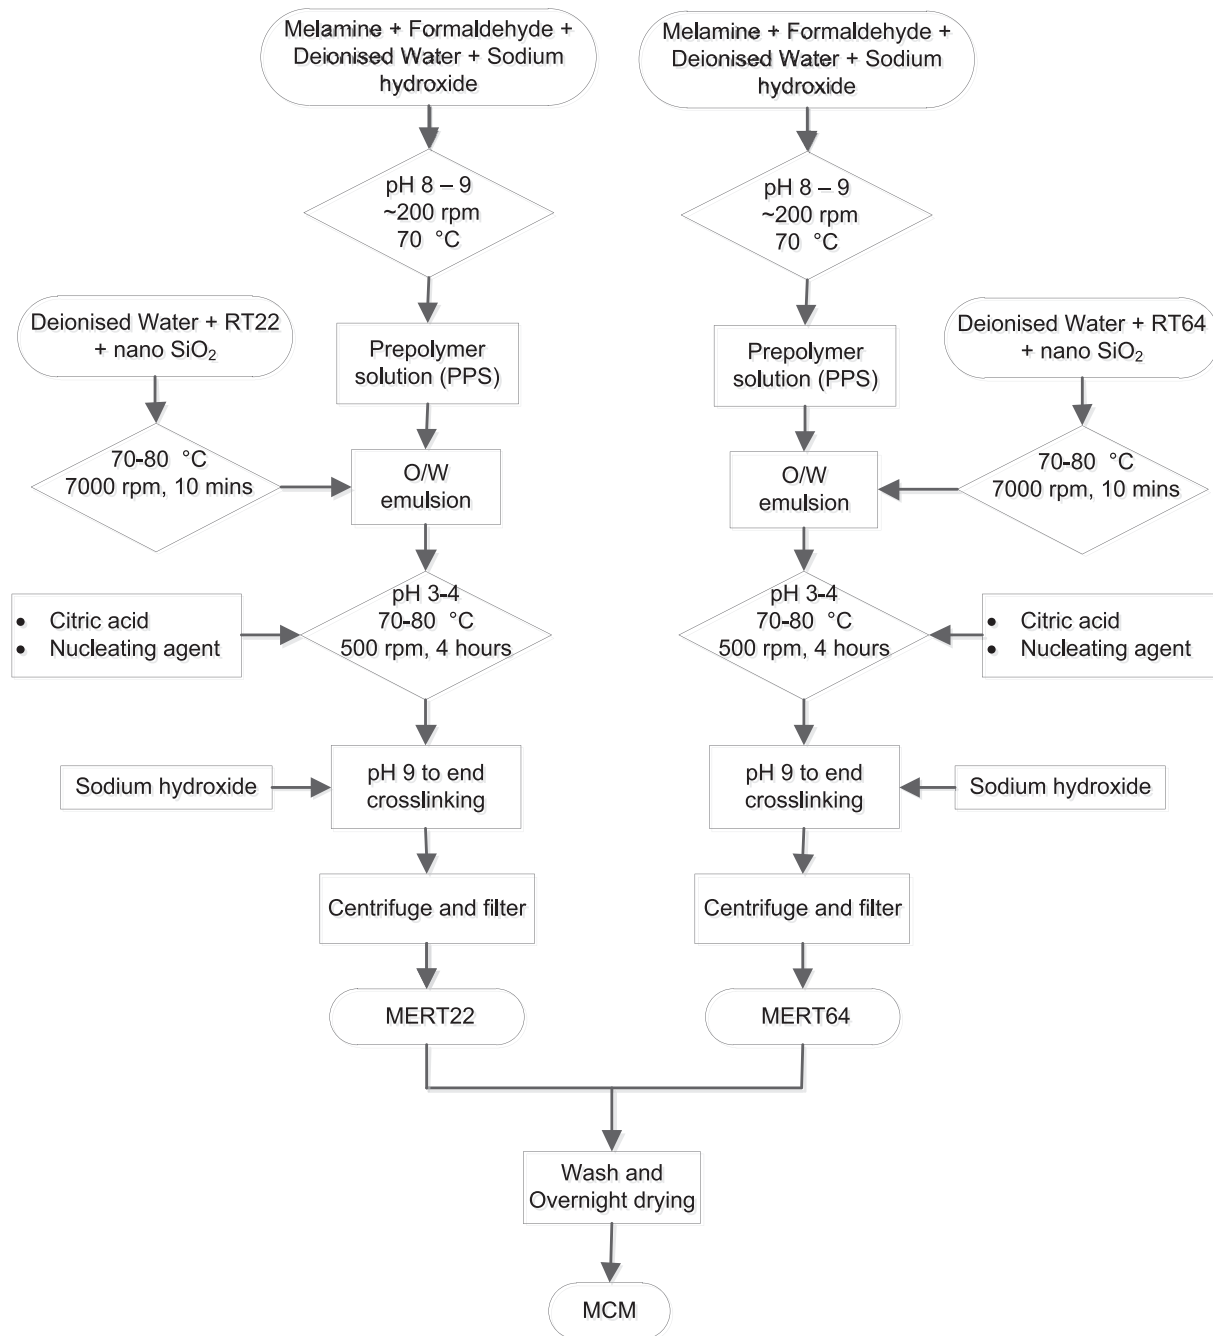 Melamine + Formaldehyde +
Deionised Water + Sodium
hydroxide
Melamine + Formaldehyde +
Deionised Water + Sodium
hydroxide
pH 8 – 9
~200 rpm
70 °C
pH 8 – 9
~200 rpm
70 °C
Deionised Water + RT22
+ nano SiO₂
Prepolymer
solution (PPS)
Prepolymer
solution (PPS)
Deionised Water + RT64
+ nano SiO₂
70-80 °C
7000 rpm, 10 mins
O/W
emulsion
O/W
emulsion
70-80 °C
7000 rpm, 10 mins
• Citric acid
• Nucleating agent
pH 3-4
70-80 °C
500 rpm, 4 hours
pH 3-4
70-80 °C
500 rpm, 4 hours
• Citric acid
• Nucleating agent
Sodium hydroxide
pH 9 to end
crosslinking
pH 9 to end
crosslinking
Sodium hydroxide
Centrifuge and filter
Centrifuge and filter
MERT22
MERT64
Wash and
Overnight drying
MCM